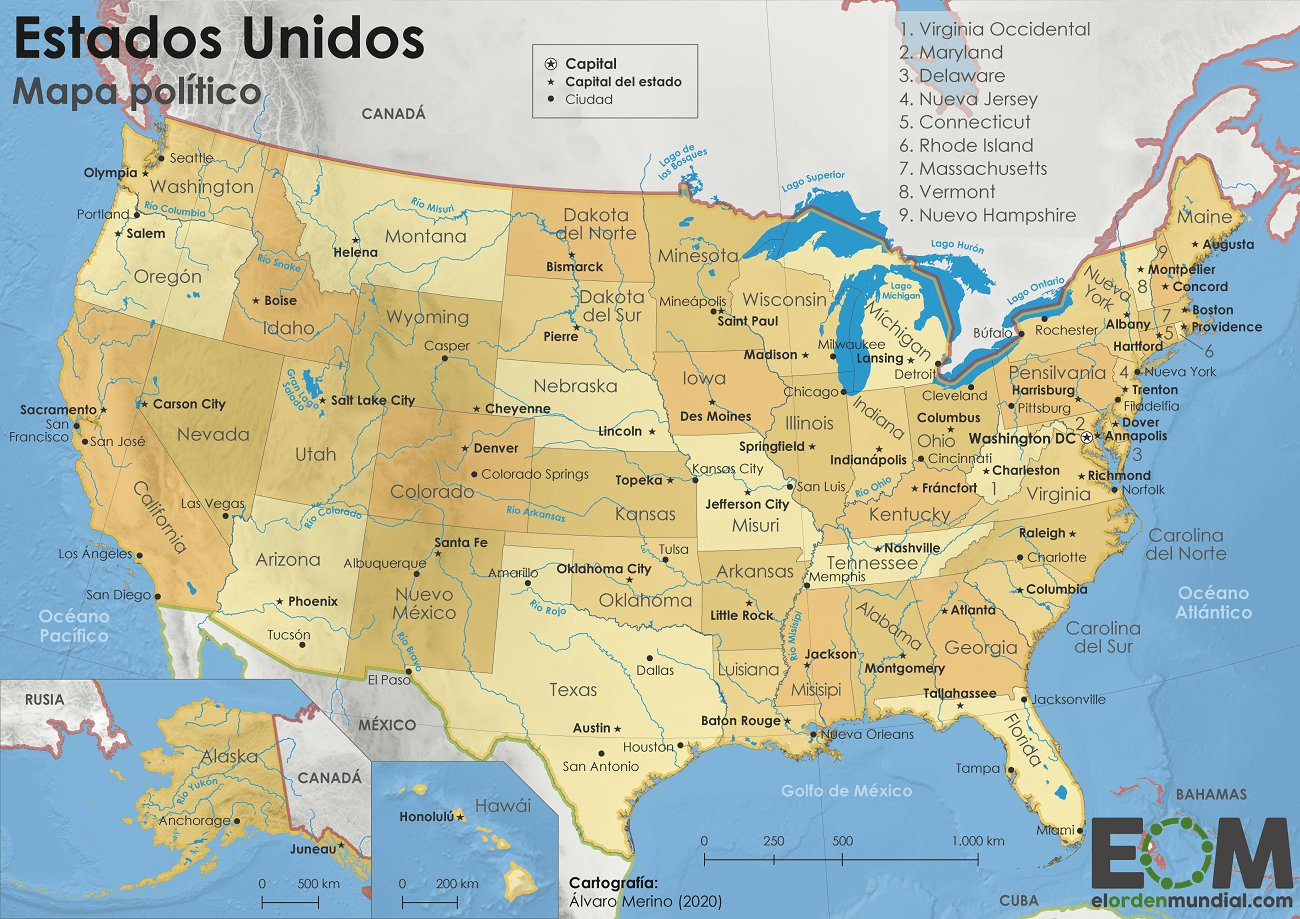 Estados Unidos
Mapa político
Capital
Capital del estado
Ciudad
1. Virginia Occidental
2. Maryland
3. Delaware
4. Nueva Jersey
5. Connecticut
6. Rhode Island
7. Massachusetts
8. Vermont
9. Nuevo Hampshire
CANADÁ
Lago de
los Bosques
Lago Superior
Lago Hurón
Lago Ontario
Lago
Michigan
Seattle
Olympia
Washington
Portland
Río Columbia
Salem
Oregón
Río Misuri
Montana
Helena
Río Snake
Boise
Idaho
Dakota
del Norte
Bismarck
Dakota
del Sur
Pierre
Minesota
Mineápolis
Saint Paul
Wisconsin
Madison
Milwaukee
Míchigan
Lansing
Detroit
Maine
Augusta
9
Montpelier
8
Concord
Nueva
York
Albany
7
Boston
Providence
Hartford
5
6
Búfalo
Rochester
Wyoming
Casper
Cheyenne
Nebraska
Lincoln
Iowa
Des Moines
Chicago
Illinois
Springfield
Indiana
Indianápolis
Cleveland
Columbus
Ohio
Cincinnati
Pensilvania
Harrisburg
Pittsburg
4
Nueva York
Trenton
Filadelfia
2
Washington DC
Dover
Annapolis
3
Charleston
1
Richmond
Virginia
Norfolk
Sacramento
San
Francisco
San José
Carson City
Nevada
Gran Lago
Salado
Salt Lake City
Utah
Denver
Colorado Springs
Colorado
California
Las Vegas
Río Colorado
Los Ángeles
San Diego
Arizona
Phoenix
Tucsón
Santa Fe
Albuquerque
Nuevo
México
Río Bravo
El Paso
Topeka
Kansas
Río Arkansas
Kansas City
Jefferson City
Misuri
San Luis
Río Ohio
Fráncfort
Kentucky
Nashville
Tennessee
Memphis
Raleigh
Charlotte
Carolina
del Norte
Columbia
Carolina
del Sur
Amarillo
Oklahoma City
Tulsa
Oklahoma
Río Rojo
Arkansas
Little Rock
Río Misisipi
Alabama
Montgomery
Atlanta
Georgia
Jackson
Misisipi
Luisiana
Baton Rouge
Nueva Orleans
Dallas
Texas
Austin
Houston
San Antonio
Tallahassee
Jacksonville
Florida
Tampa
Miami
Océano
Pacífico
Océano
Atlántico
Golfo de México
MÉXICO
BAHAMAS
CUBA
RUSIA
Alaska
Río Yukón
Anchorage
Juneau
CANADÁ
0 500 km
Hawái
Honolulú
0 200 km
0 250 500 1.000 km
Cartografía:
Álvaro Merino (2020)
EOM
elordenmundial.com